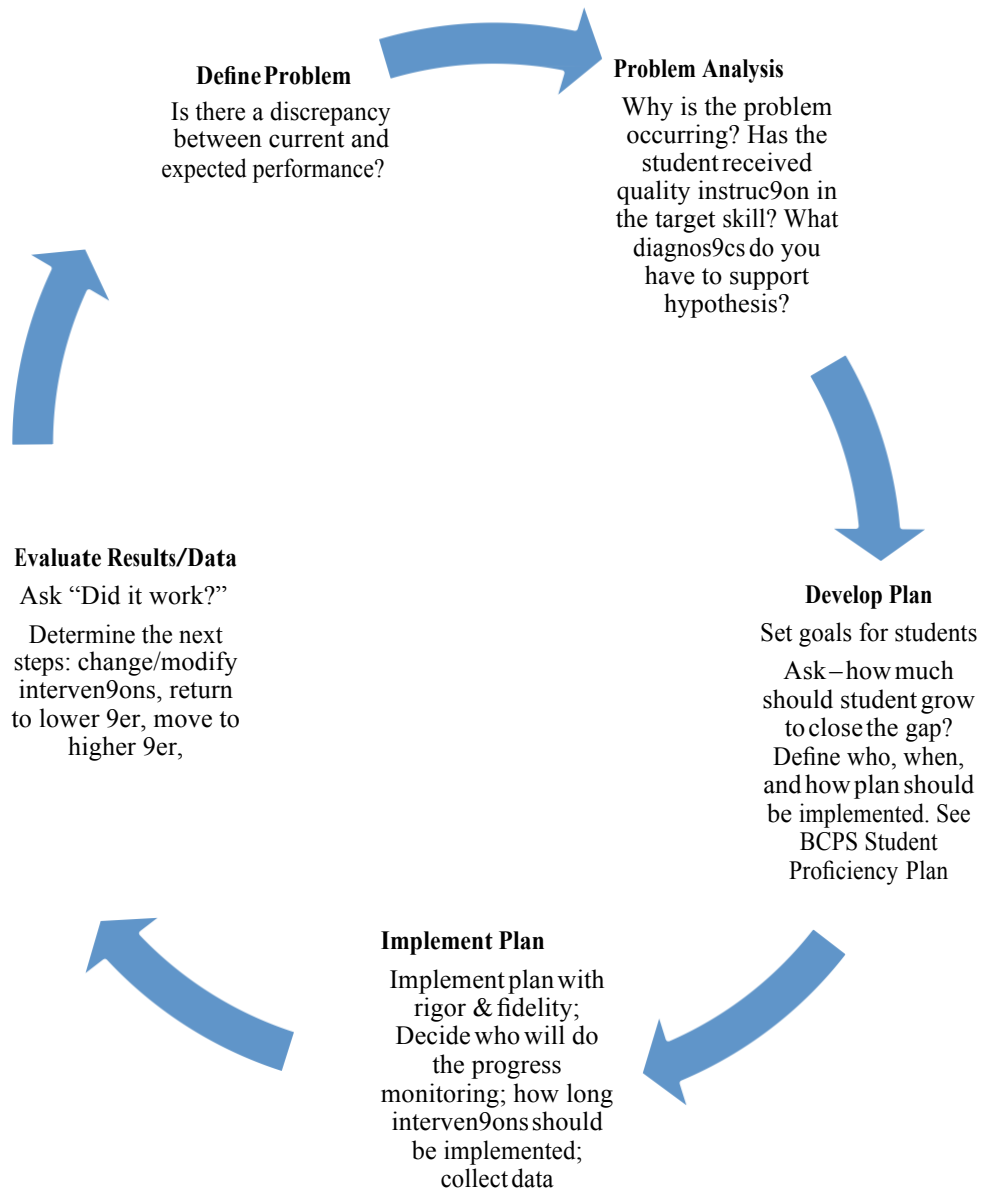 Define Problem
Is there a discrepancy
between current and
expected performance?
Problem Analysis
Why is the problem
occurring? Has the
student received
quality instruc9on in
the target skill? What
diagnos9cs do you
have to support
hypothesis?
Develop Plan
Set goals for students
Ask – how much
should student grow
to close the gap?
Define who, when,
and how plan should
be implemented. See
BCPS Student
Proficiency Plan
Implement Plan
Implement plan with
rigor & fidelity;
Decide who will do
the progress
monitoring; how long
interven9ons should
be implemented;
collect data
Evaluate Results/Data
Ask “Did it work?”
Determine the next
steps: change/modify
interven9ons, return
to lower 9er, move to
higher 9er,